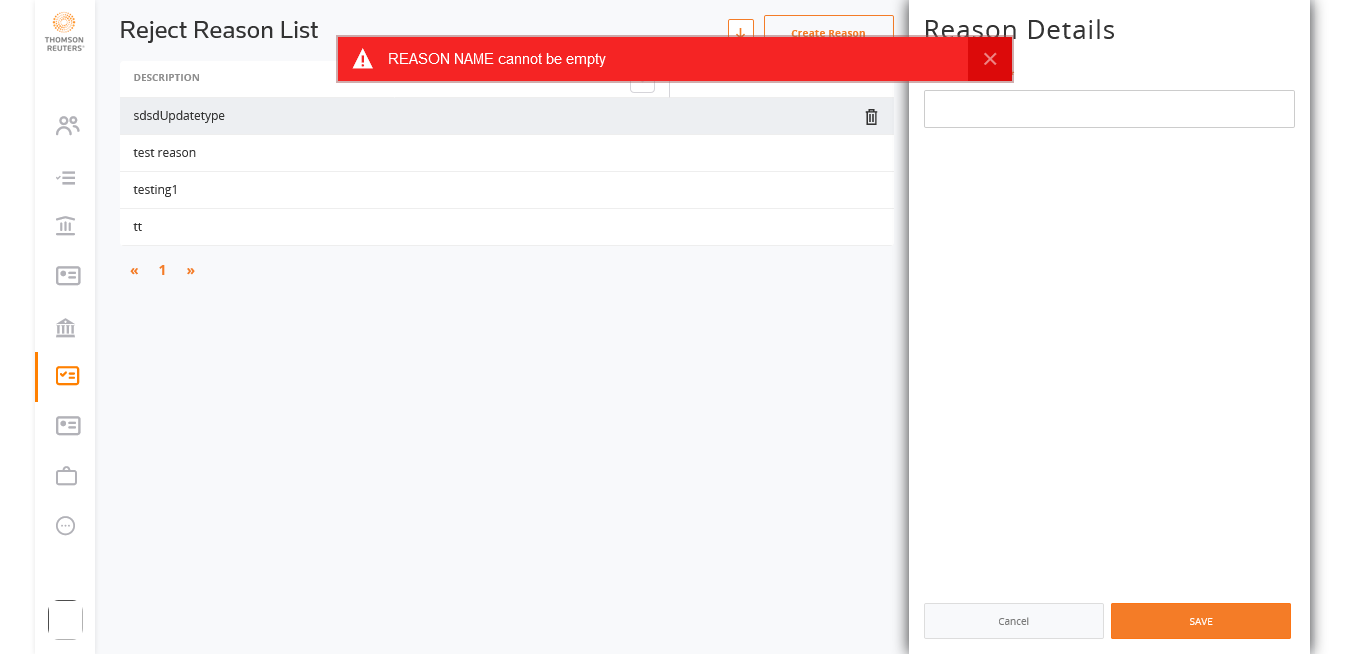 THOMSON
REUTERS
Reject Reason List
Create Reason
Reason Details
REASON NAME cannot be empty
DESCRIPTION
sdsdUpdatetype
test reason
testing1
tt
« 1 »
Cancel
SAVE